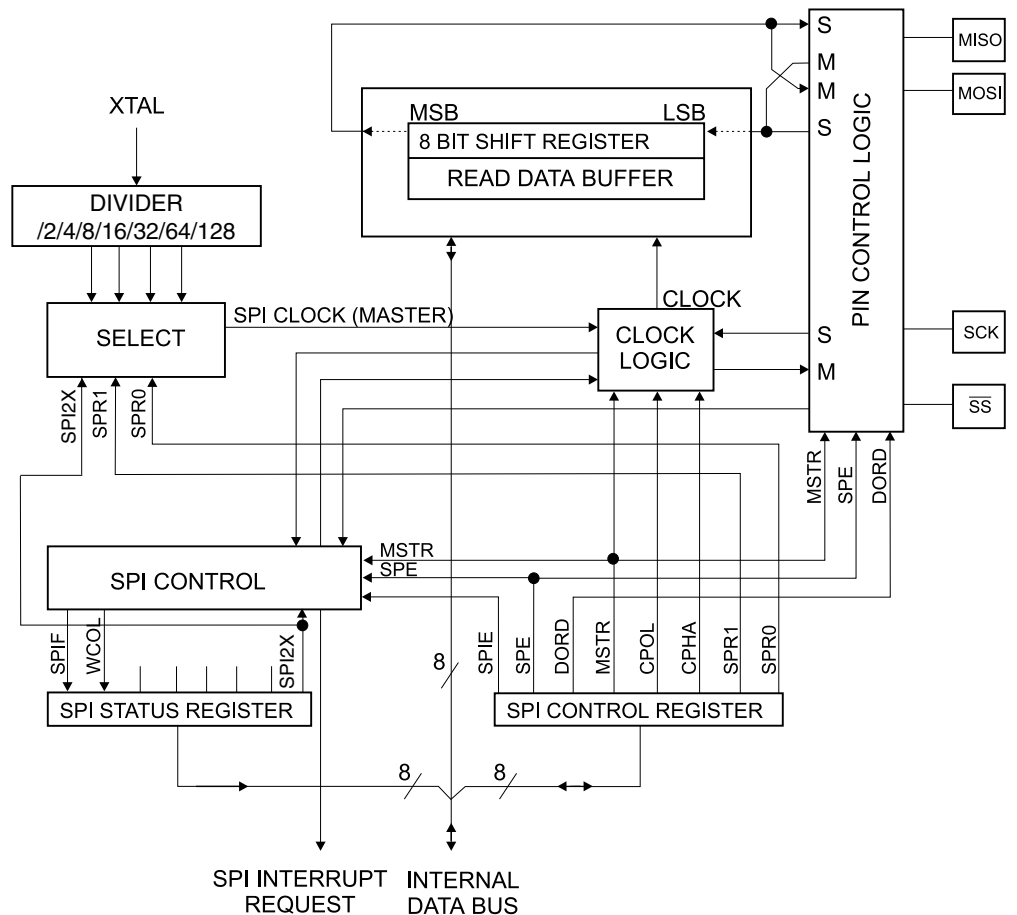 S
MISO
M
M
MOSI
S
PIN CONTROL LOGIC
XTAL
MSB
LSB
8 BIT SHIFT REGISTER
READ DATA BUFFER
DIVIDER
/2/4/8/16/32/64/128
SPI CLOCK (MASTER)
CLOCK
SELECT
CLOCK
LOGIC
S
M
SCK
SS
SPI2X
SPR1
SPR0
MSTR
SPE
DORD
MSTR
SPE
SPI CONTROL
SPIF
WCOL
SPI2X
8
SPIE
SPE
DORD
MSTR
CPOL
CPHA
SPR1
SPR0
SPI STATUS REGISTER
SPI CONTROL REGISTER
8
8
SPI INTERRUPT
REQUEST
INTERNAL
DATA BUS